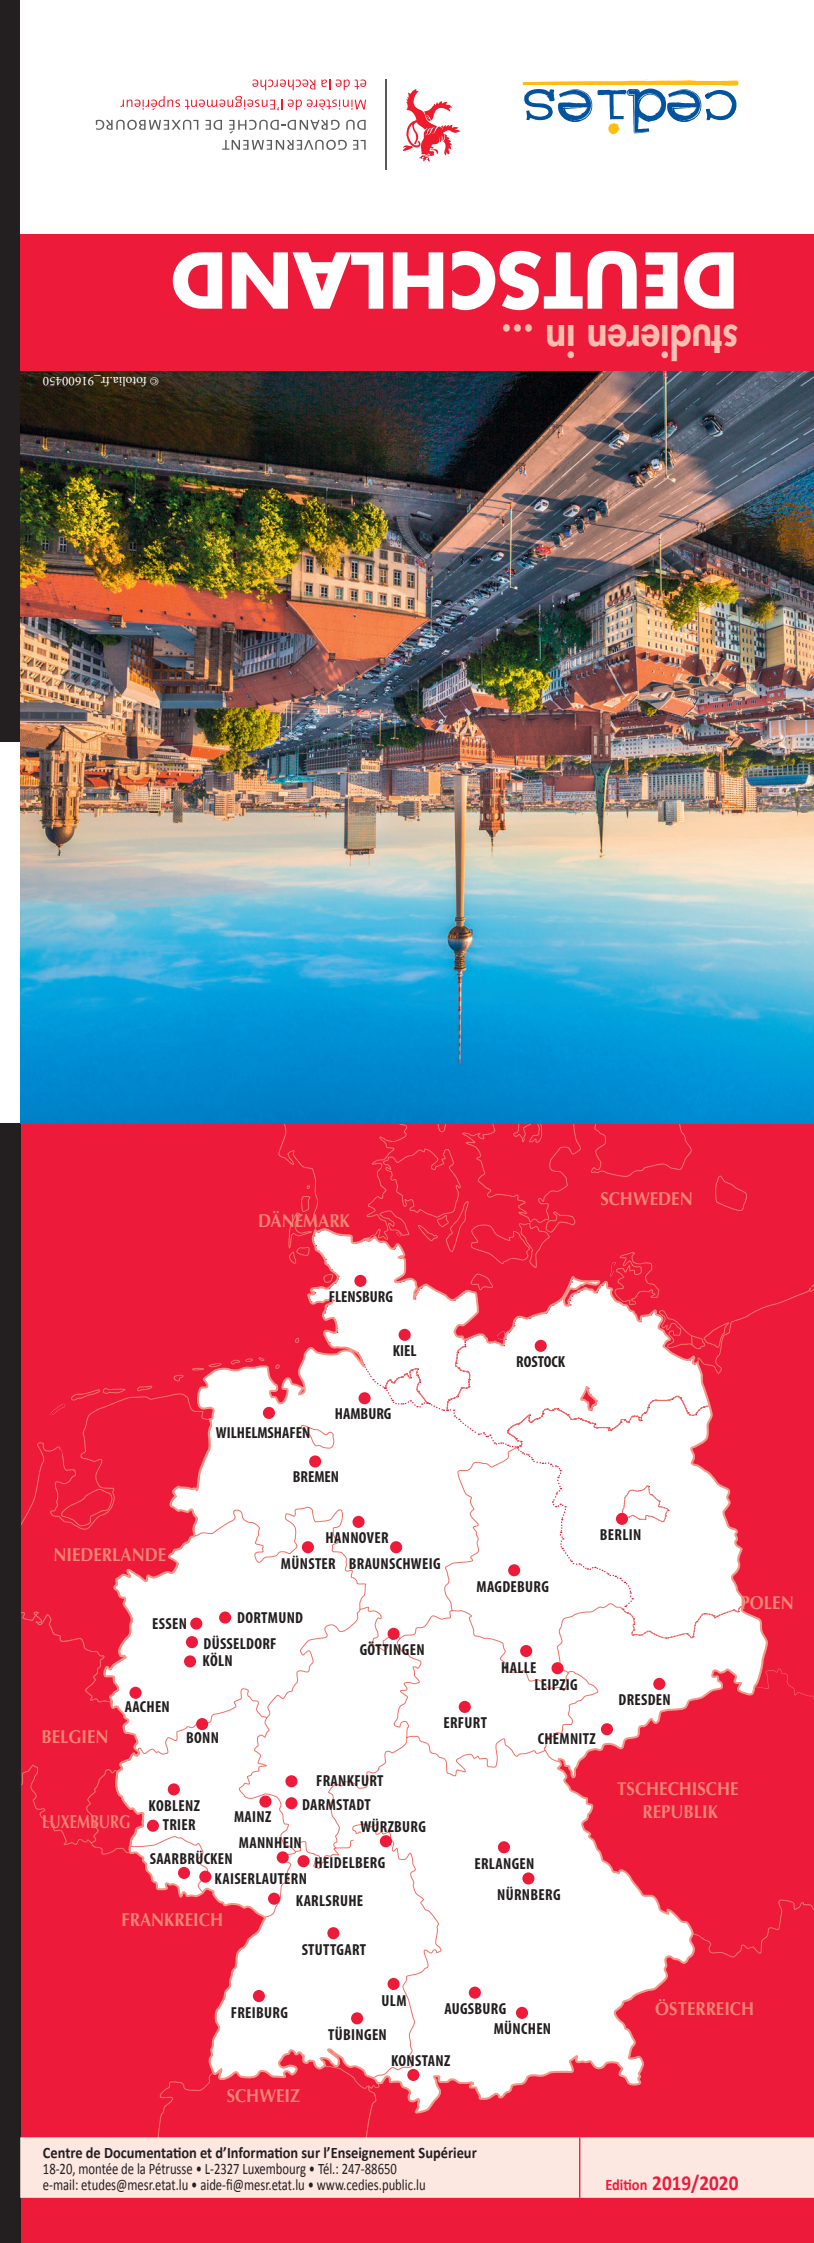 cedies
LE GOUVERNEMENT
DU GRAND-DUCHÉ DE LUXEMBOURG
Ministère de l'Enseignement supérieur
et de la Recherche
studieren in ...
DEUTSCHLAND
© fotolia.fr_91600450
SCHWEDEN
DÄNEMARK
FLENSBURG
KIEL
ROSTOCK
HAMBURG
WILHELMSHAFEN
BREMEN
HANNOVER
BERLIN
NIEDERLANDE
MÜNSTER
BRAUNSCHWEIG
MAGDEBURG
POLEN
ESSEN
DORTMUND
DÜSSELDORF
GÖTTINGEN
KÖLN
HALLE
LEIPZIG
AACHEN
DRESDEN
ERFURT
BELGIEN
BONN
CHEMNITZ
FRANKFURT
TSCHECHISCHE
REPUBLIK
KOBLENZ
DARMSTADT
MAINZ
LUXEMBURG
TRIER
WÜRZBURG
MANNHEIN
SAARBRÜCKEN
HEIDELBERG
ERLANGEN
KAISERLAUTERN
NÜRNBERG
KARLSRUHE
FRANKREICH
STUTTGART
ULM
FREIBURG
AUGSBURG
ÖSTERREICH
MÜNCHEN
TÜBINGEN
KONSTANZ
SCHWEIZ
Centre de Documentation et d'Information sur l'Enseignement Supérieur
18-20, montée de la Pétrusse • L-2327 Luxembourg • Tél.: 247-88650
e-mail: etudes@mesr.etat.lu • aide-fi@mesr.etat.lu • www.cedies.public.lu
Edition 2019/2020